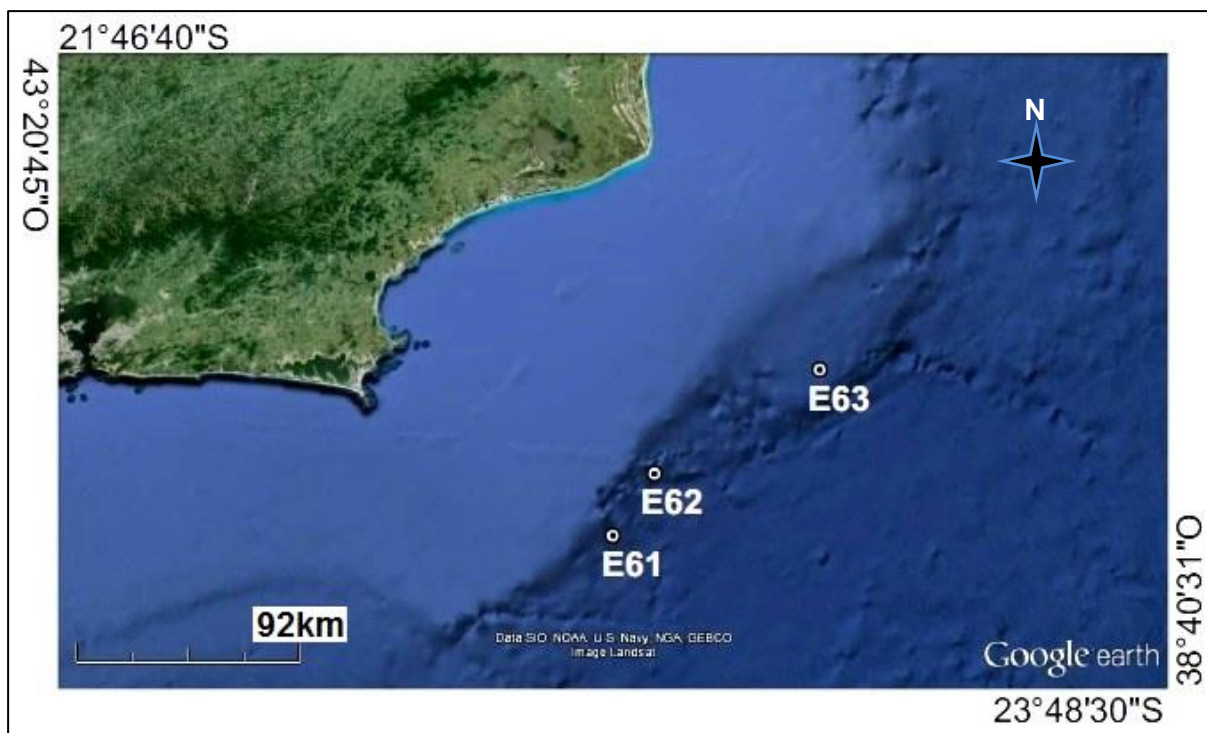 21°46'40"S
43°20'45"O
N
E63
E62
E61
92km
Data SIO, NOAA, U.S. Navy, NGA, GEBCO
Image Landsat
Google earth
38°40'31"O
23°48'30"S